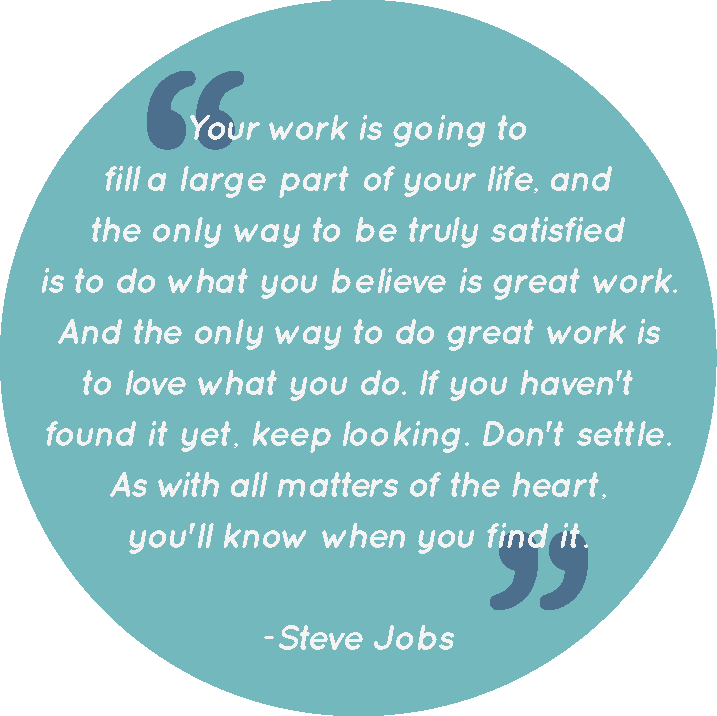 “Your work is going to
fill a large part of your life, and
the only way to be truly satisfied
is to do what you believe is great work.
And the only way to do great work is
to love what you do. If you haven't
found it yet, keep looking. Don't settle.
As with all matters of the heart,
you'll know when you find it.”
-Steve Jobs